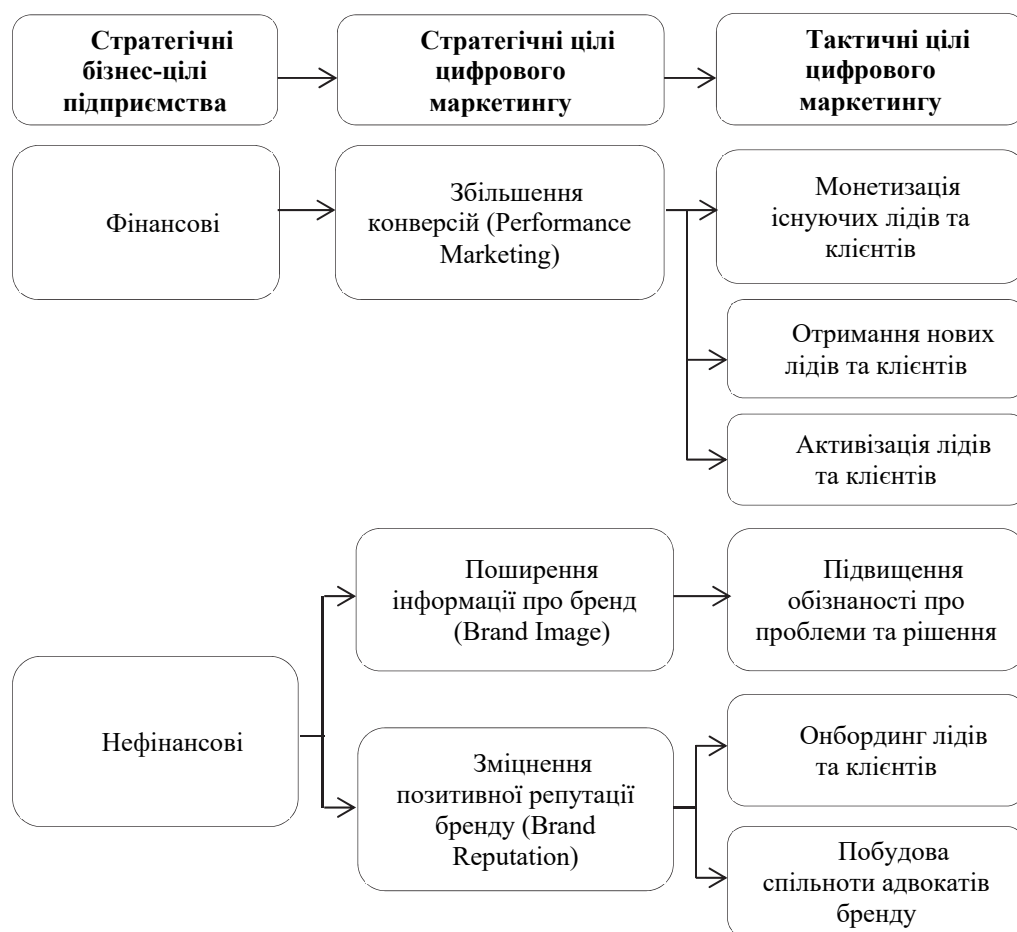 Стратегічні
бізнес-цілі
підприємства
Стратегічні цілі
цифрового
маркетингу
Тактичні цілі
цифрового
маркетингу
Фінансові
Збільшення
конверсій (Performance
Marketing)
Монетизація
існуючих лідів та
клієнтів
Отримання нових
лідів та клієнтів
Активізація лідів
та клієнтів
Нефінансові
Поширення
інформації про бренд
(Brand Image)
Підвищення
обізнаності про
проблеми та рішення
Зміцнення
позитивної репутації
бренду (Brand
Reputation)
Онбординг лідів
та клієнтів
Побудова
спільноти адвокатів
бренду